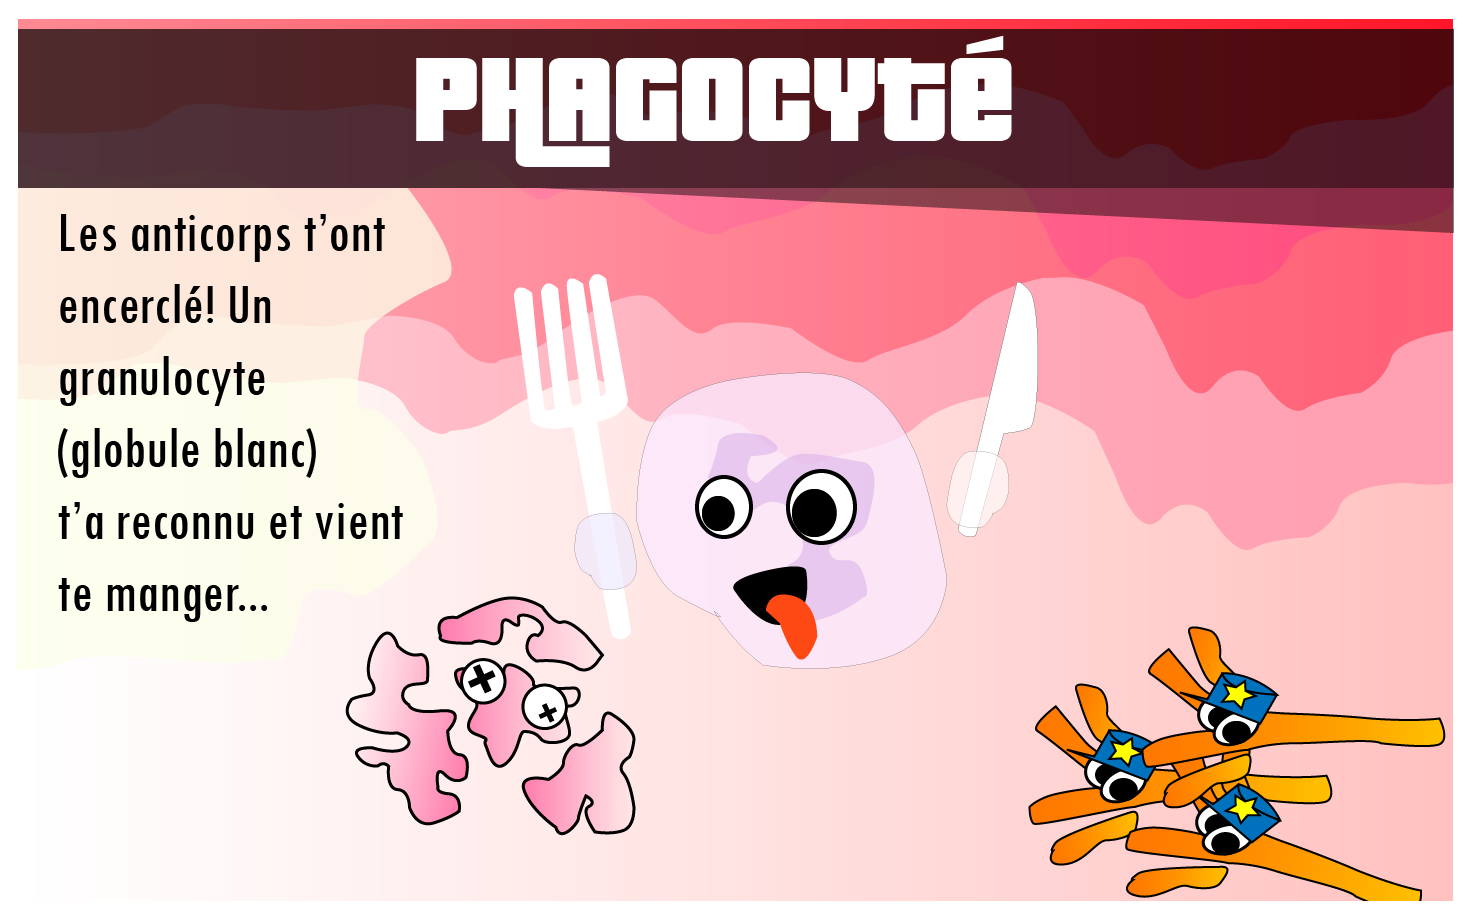 PHAGOCYTÉ
Les anticorps t’ont
encerclé! Un
granulocyte
(globule blanc)
t’a reconnu et vient
te manger...